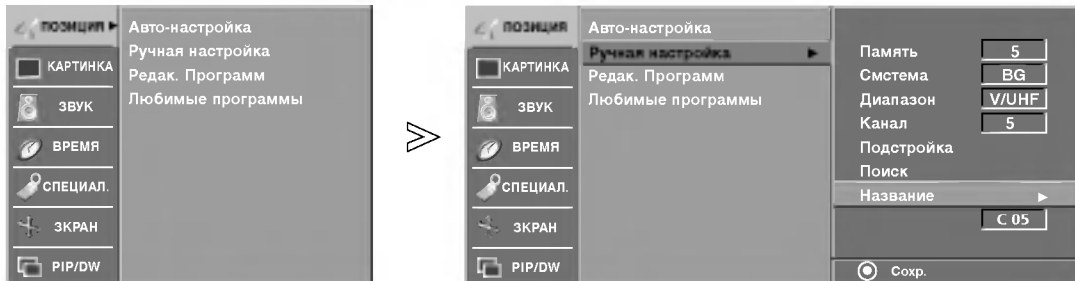 ПОЗИЦИЯ
Авто-настройка
Ручная настройка
Редак. Программ
Любимые программы
КАРТИНКА
ЗВУК
ВРЕМЯ
СПЕЦИАЛ.
ЗКРАН
PIP/DW
ПОЗИЦИЯ
Авто-настройка
Ручная настройка
Редак. Программ
Любимые программы
КАРТИНКА
ЗВУК
ВРЕМЯ
СПЕЦИАЛ.
ЗКРАН
PIP/DW
Память 5
Смстема BG
Диапазон V/UHF
Канал 5
Подстройка
Поиск
Название
C 05
Сохр.